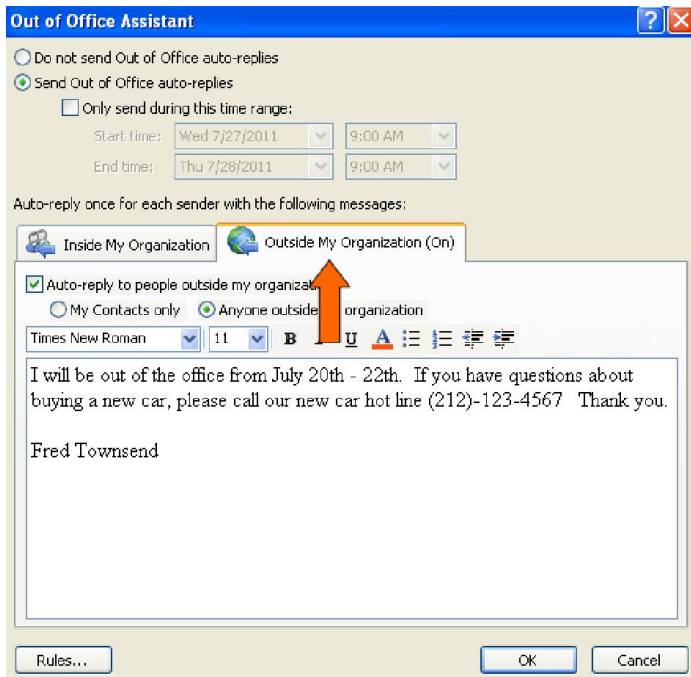 Out of Office Assistant
Do not send Out of Office auto-replies
Send Out of Office auto-replies
Only send during this time range:
Start time: Wed 7/27/2011 9:00 AM
End time: Thu 7/28/2011 9:00 AM
Auto-reply once for each sender with the following messages:
Inside My Organization Outside My Organization (On)
Auto-reply to people outside my
My Contacts only Anyone outside organization
Times New Roman 11 B U A
I will be out of the office from July 20th - 22th. If you have questions about
buying a new car, please call our new car hot line (212)-123-4567 Thank you.
Fred Townsend
Rules... OK Cancel